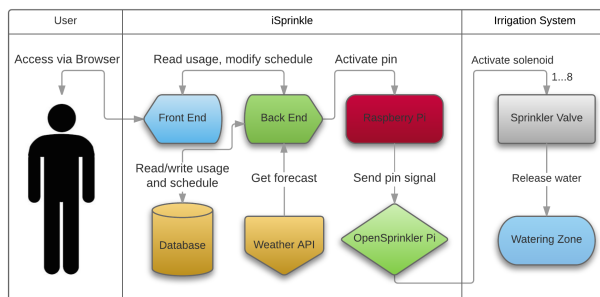 User
iSprinkle
Irrigation System
Access via Browser
Read usage, modify schedule
Activate pin
Activate solenoid
1...8
Front End
Back End
Raspberry Pi
Sprinkler Valve
Read/write usage
and schedule
Get forecast
Send pin signal
Release water
Database
Weather API
OpenSprinkler Pi
Watering Zone